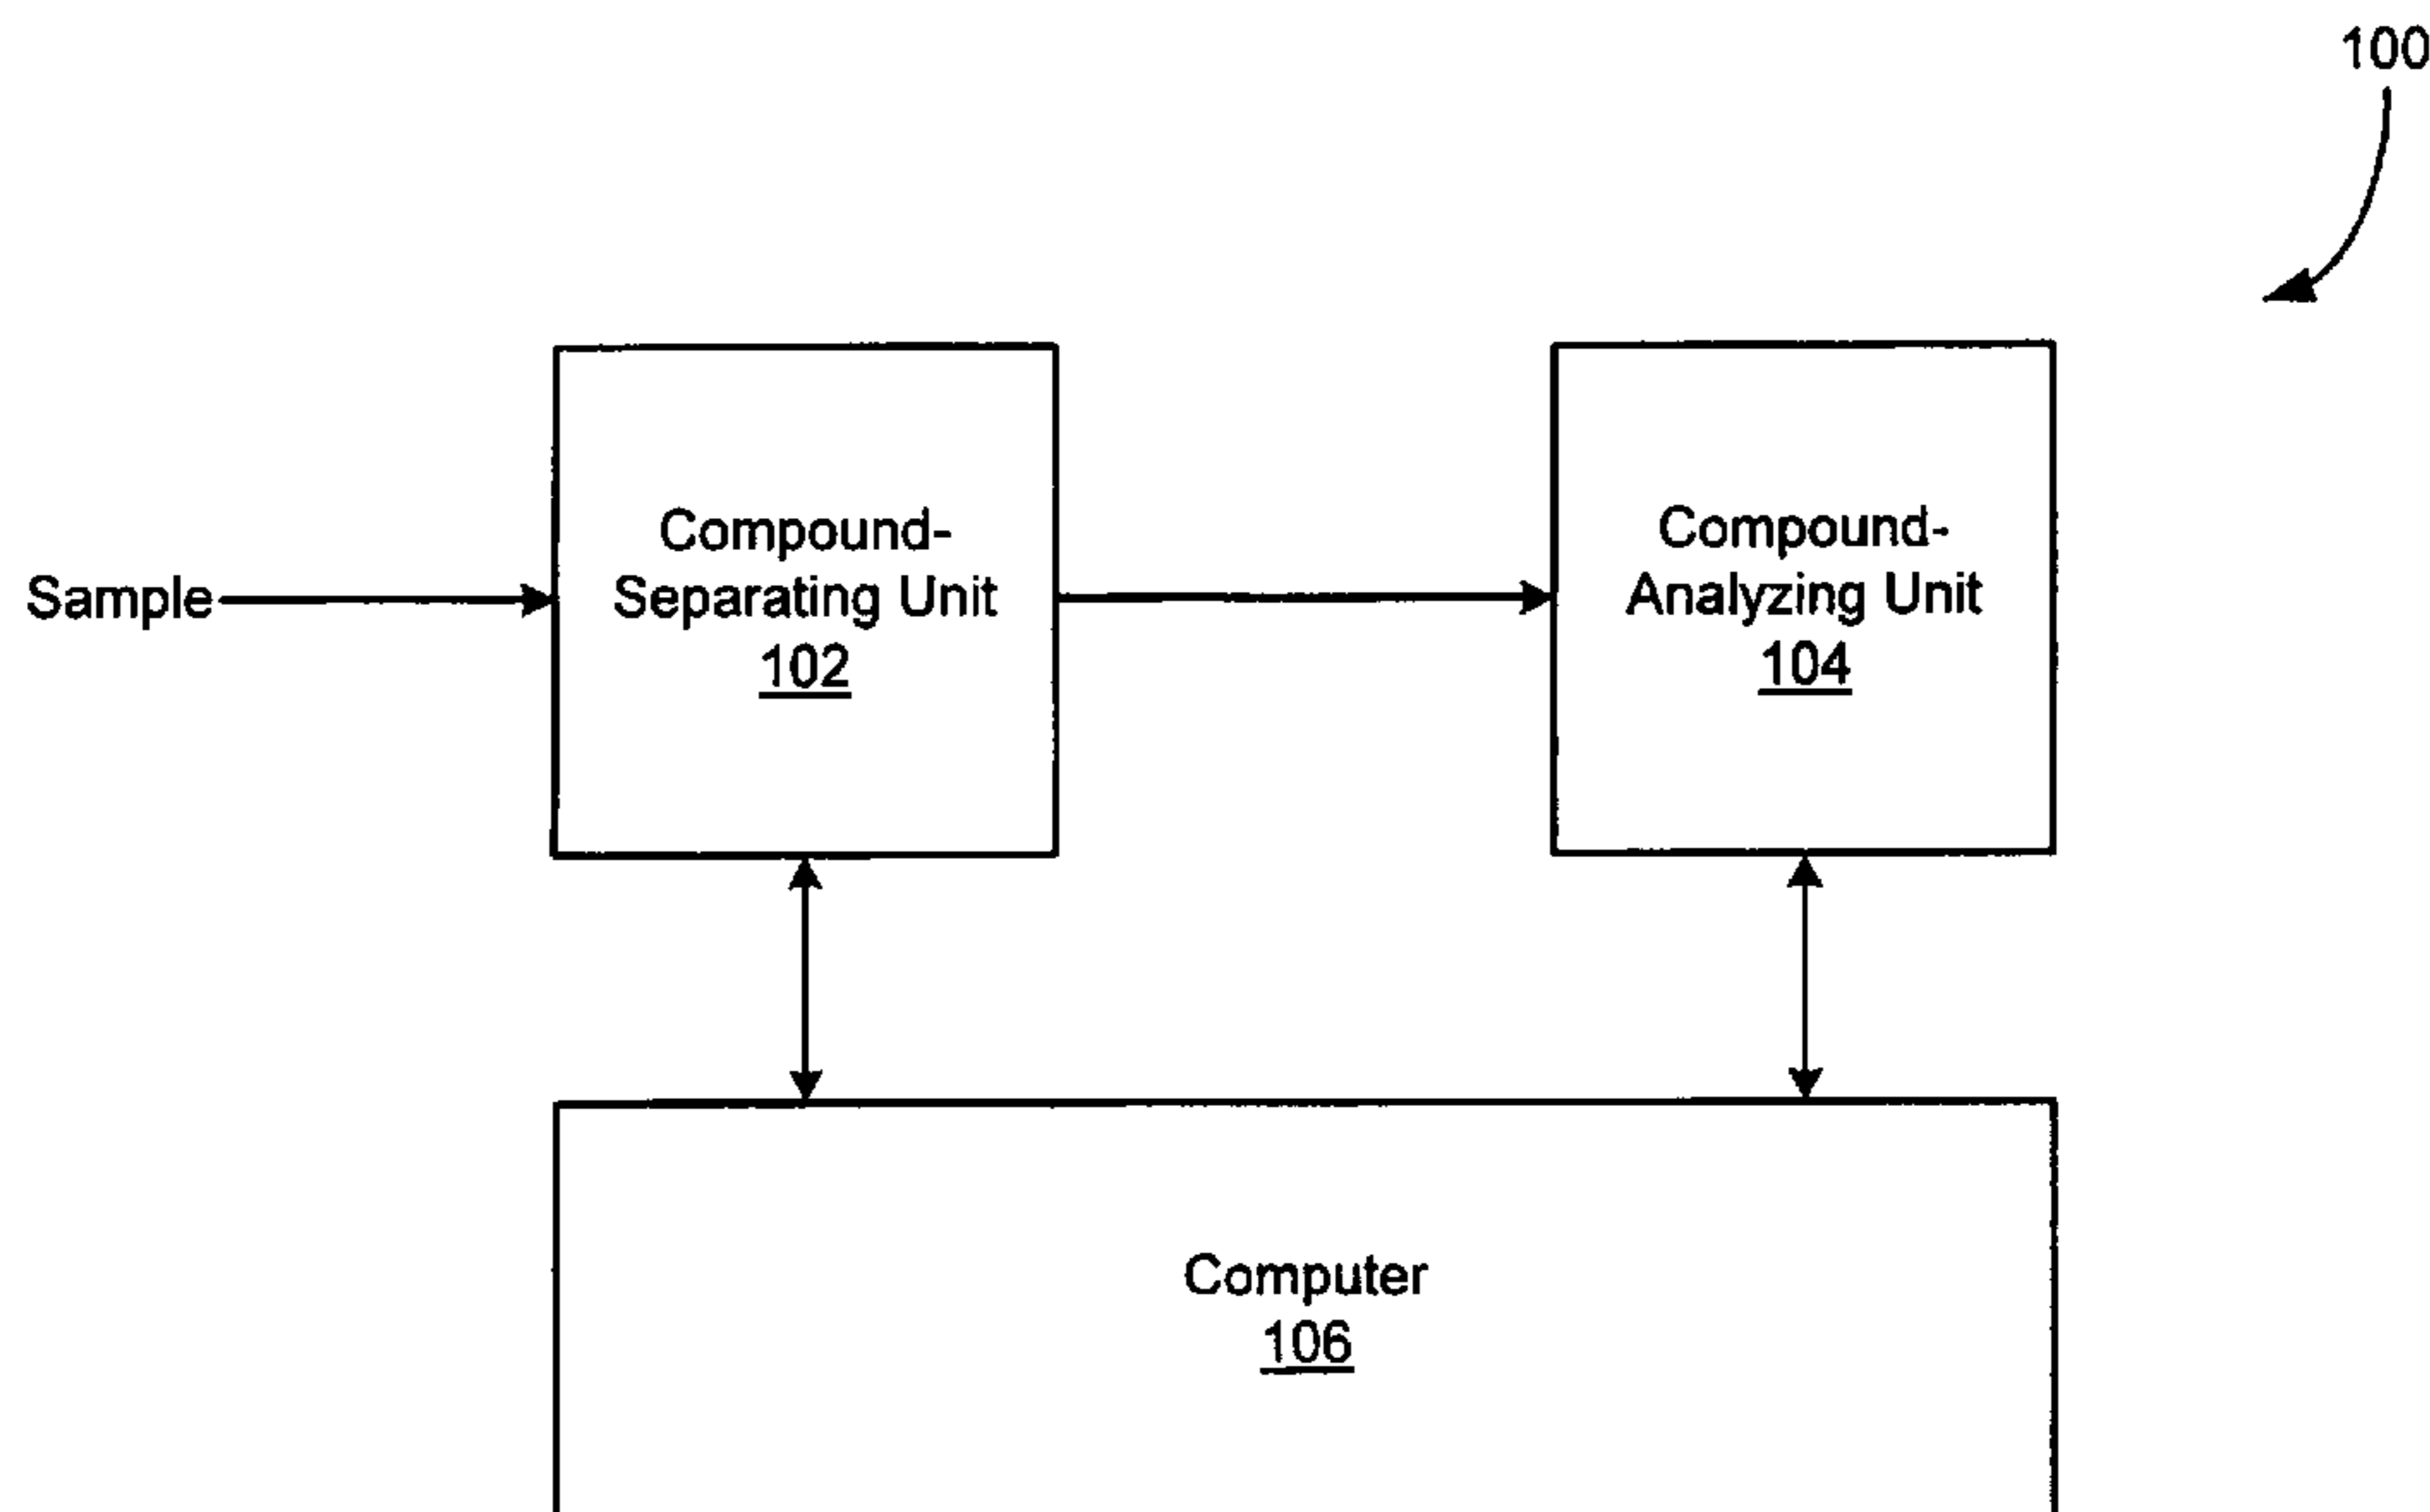 100
Sample
Compound-
Separating Unit
102
Compound-
Analyzing Unit
104
Computer
106